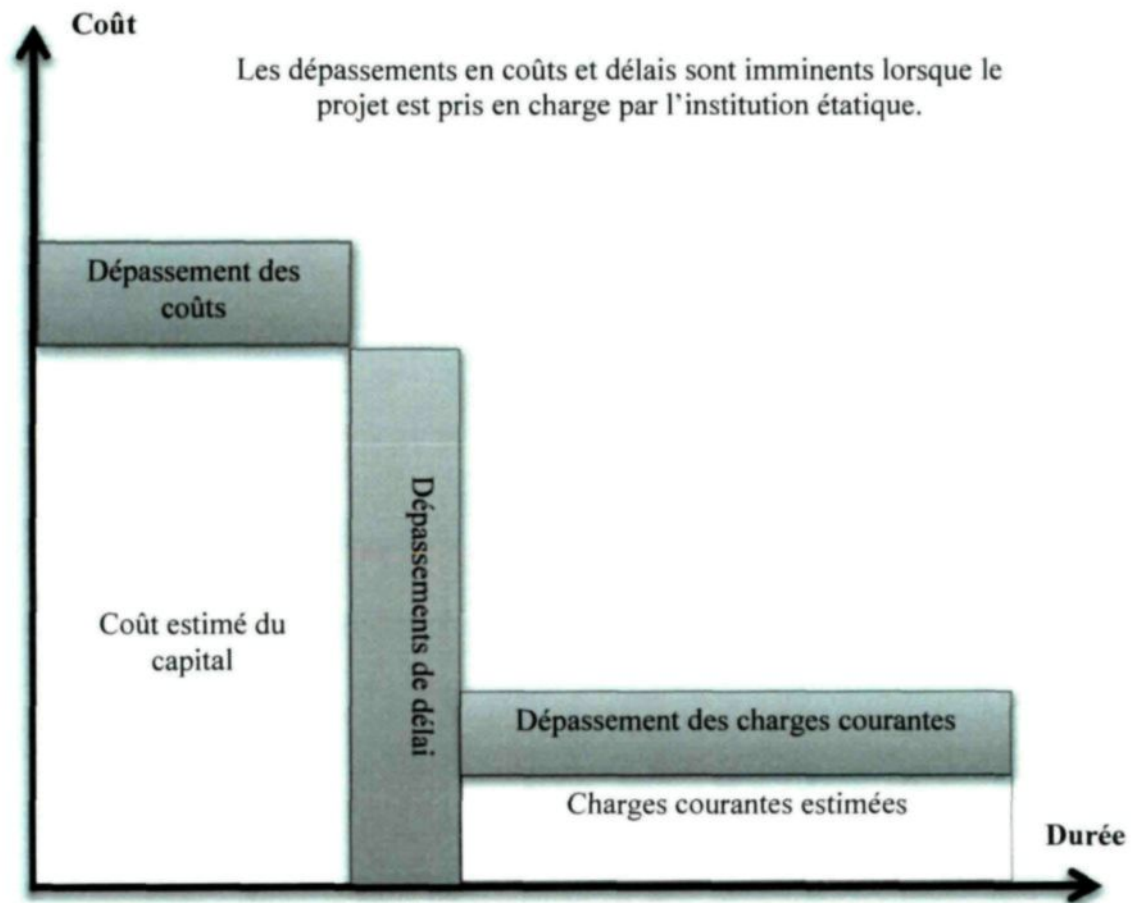 Coût
Les dépassements en coûts et délais sont imminents lorsque le
projet est pris en charge par l'institution étatique.
Dépassement des
coûts
Coût estimé du
capital
Dépassements de délai
Dépassement des charges courantes
Charges courantes estimées
Durée